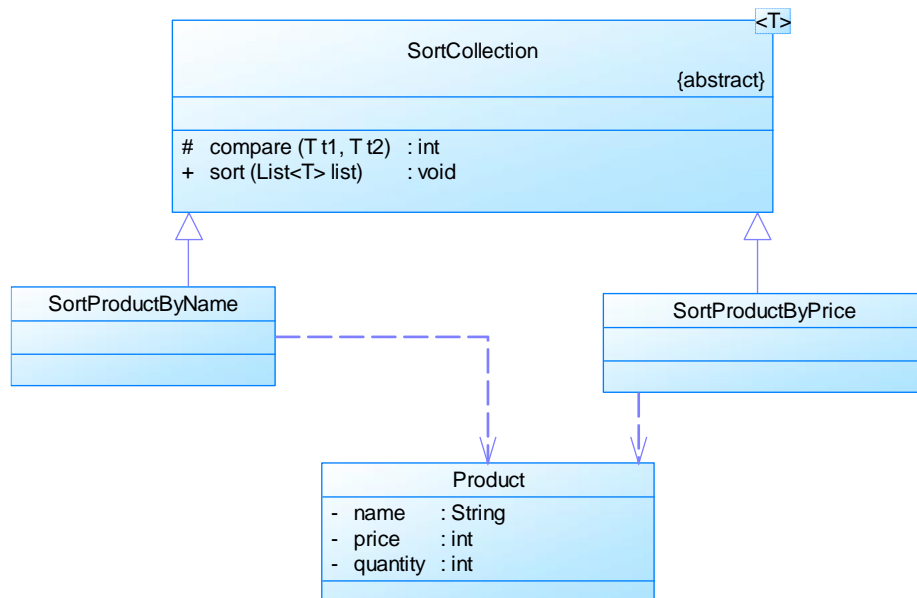 <T>
SortCollection
{abstract}
# compare (T t1, T t2) : int
+ sort (List<T> list) : void
SortProductByName
SortProductByPrice
Product
- name : String
- price : int
- quantity : int